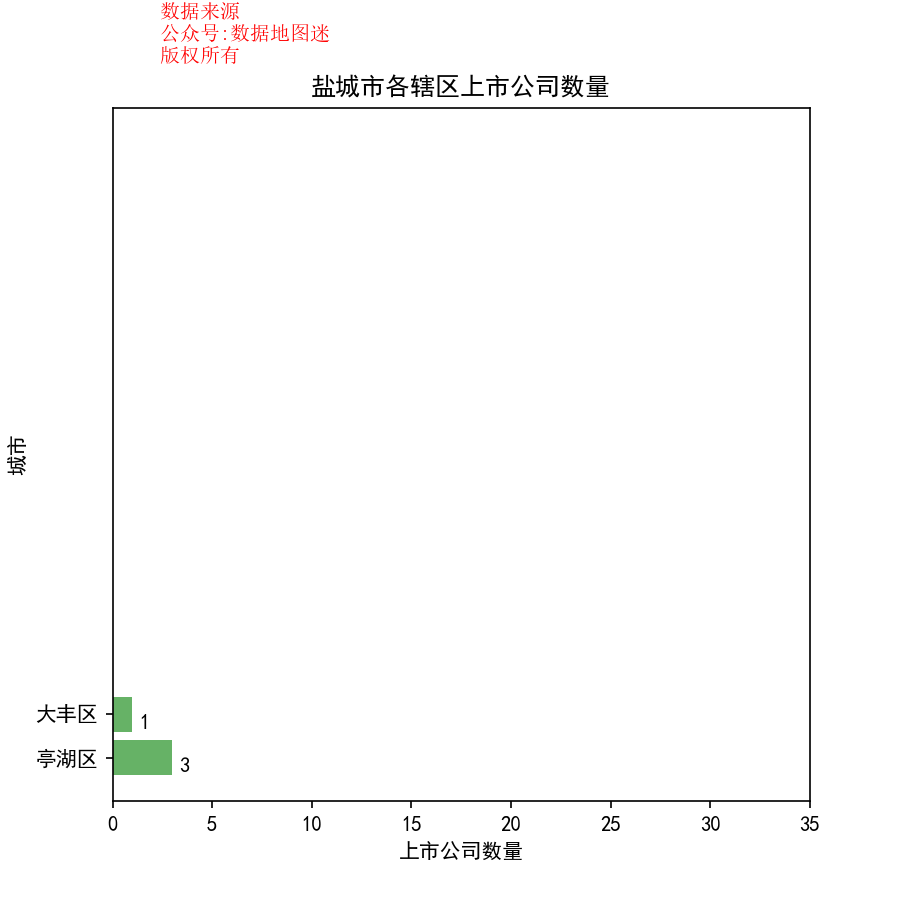 数据来源
公众号:数据地图迷
版权所有
盐城市各辖区上市公司数量
城市
大丰区
1
亭湖区
3
0 5 10 15 20 25 30 35
上市公司数量